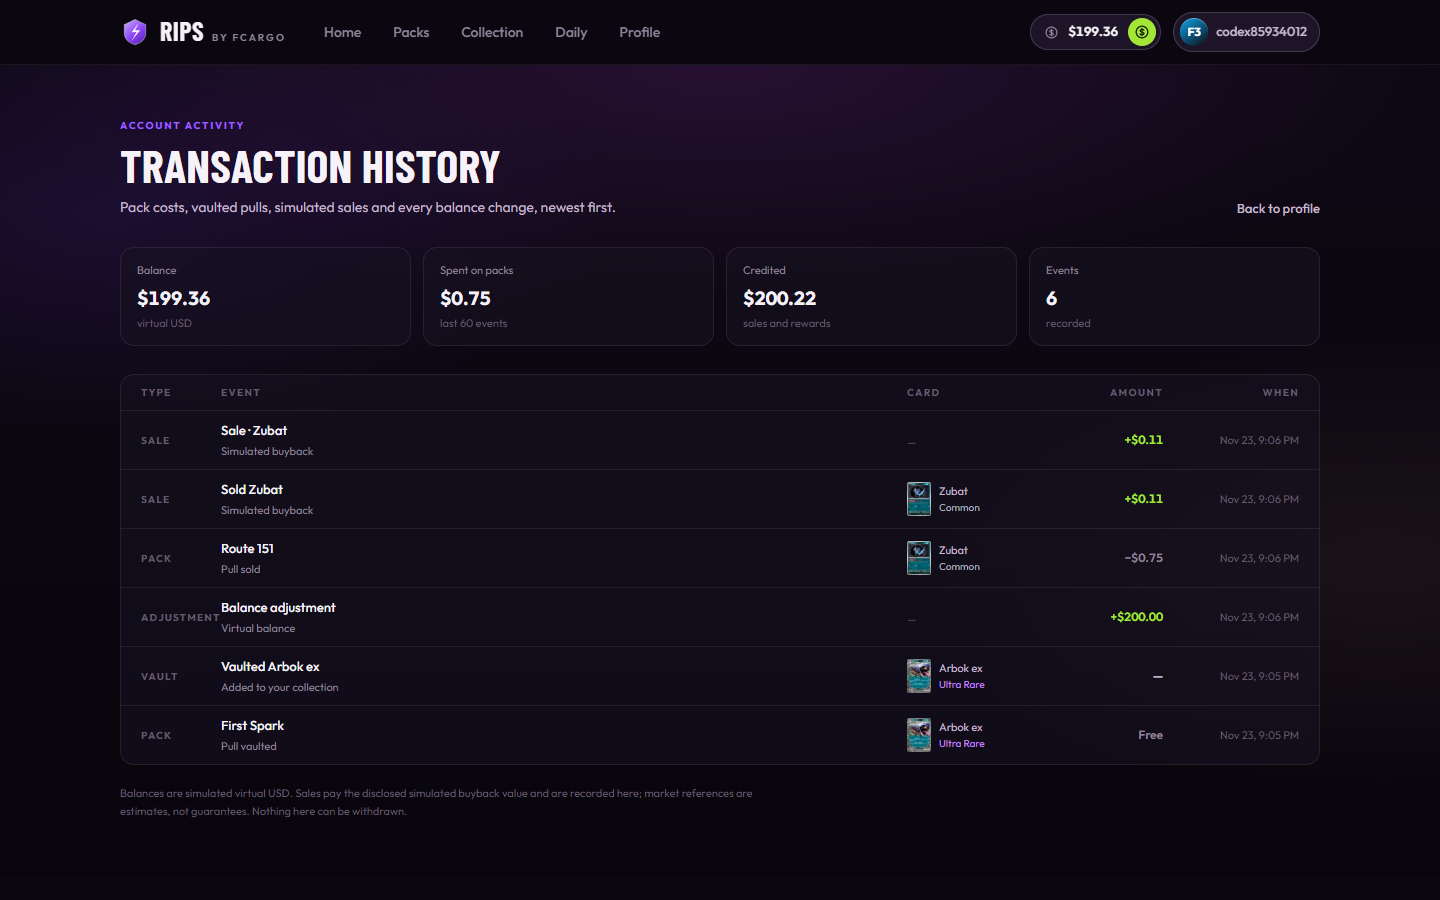 RIPS BY FCARGO Home Packs Collection Daily Profile $199.36 F3 codex85934012
ACCOUNT ACTIVITY
TRANSACTION HISTORY
Pack costs, vaulted pulls, simulated sales and every balance change, newest first. Back to profile
Balance Spent on packs Credited Events
$199.36 $0.75 $200.22 6
virtual USD last 60 events sales and rewards recorded
TYPE EVENT CARD AMOUNT WHEN
SALE Sale · Zubat — +$0.11 Nov 23, 9:06 PM
Simulated buyback
SALE Sold Zubat Zubat +$0.11 Nov 23, 9:06 PM
Simulated buyback Common
PACK Route 151 Zubat −$0.75 Nov 23, 9:06 PM
Pull sold Common
ADJUSTMENT Balance adjustment — +$200.00 Nov 23, 9:06 PM
Virtual balance
VAULT Vaulted Arbok ex Arbok ex — Nov 23, 9:05 PM
Added to your collection Ultra Rare
PACK First Spark Arbok ex Free Nov 23, 9:05 PM
Pull vaulted Ultra Rare
Balances are simulated virtual USD. Sales pay the disclosed simulated buyback value and are recorded here; market references are
estimates, not guarantees. Nothing here can be withdrawn.